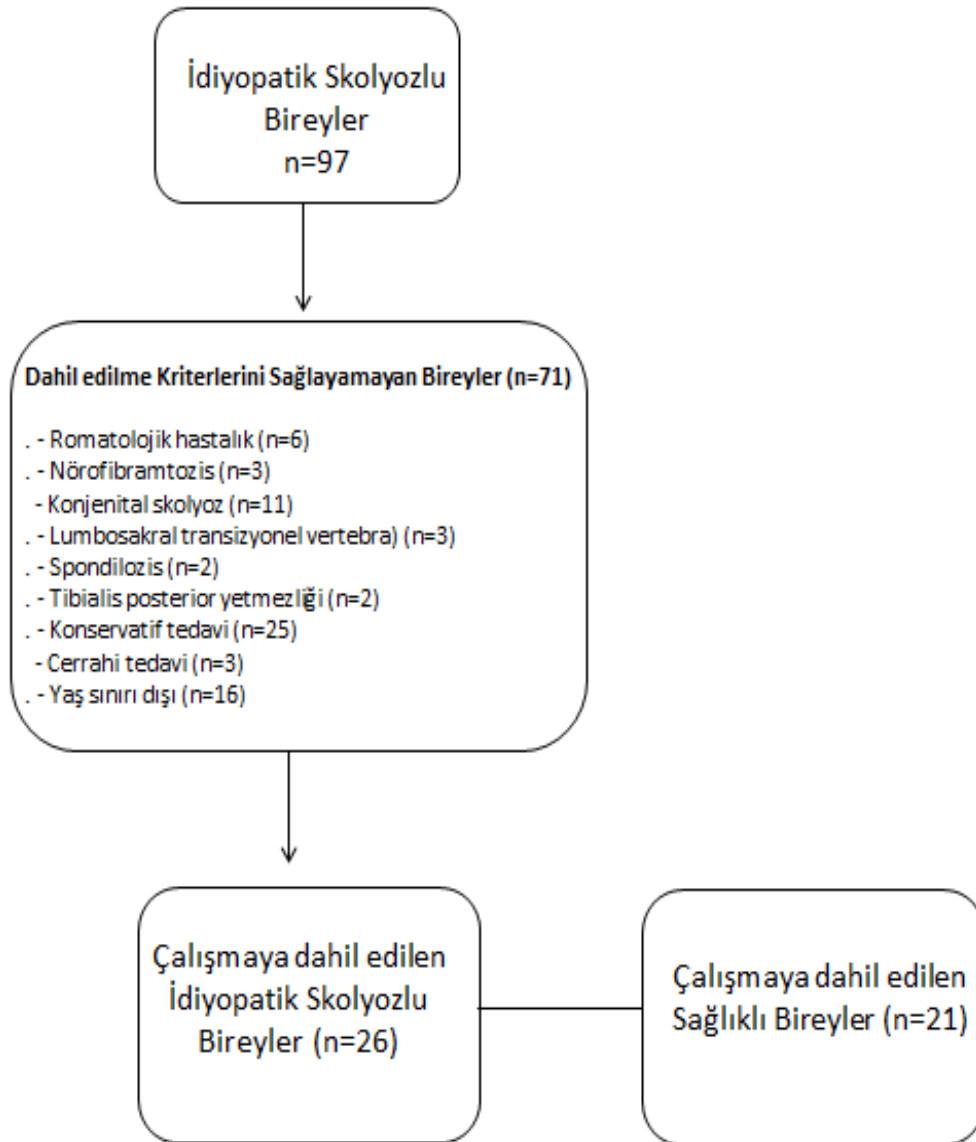 İdiyopatik Skolyozlu
Bireyler
n=97
Dahil edilme Kriterlerini Sağlayamayan Bireyler (n=71)
. - Romatolojik hastalık (n=6)
. - Nörofibramtozis (n=3)
- Konjenital skolyoz (n=11)
. - Lumbosakral transizyonel vertebra) (n=3)
. - Spondilozis (n=2)
. - Tibialis posterior yetmezliği (n=2)
. - Konservatif tedavi (n=25)
- Cerrahi tedavi (n=3)
. - Yaş sınırı dışı (n=16)
Çalışmaya dahil edilen
İdiyopatik Skolyozlu
Bireyler (n=26)
Çalışmaya dahil edilen
Sağlıklı Bireyler (n=21)